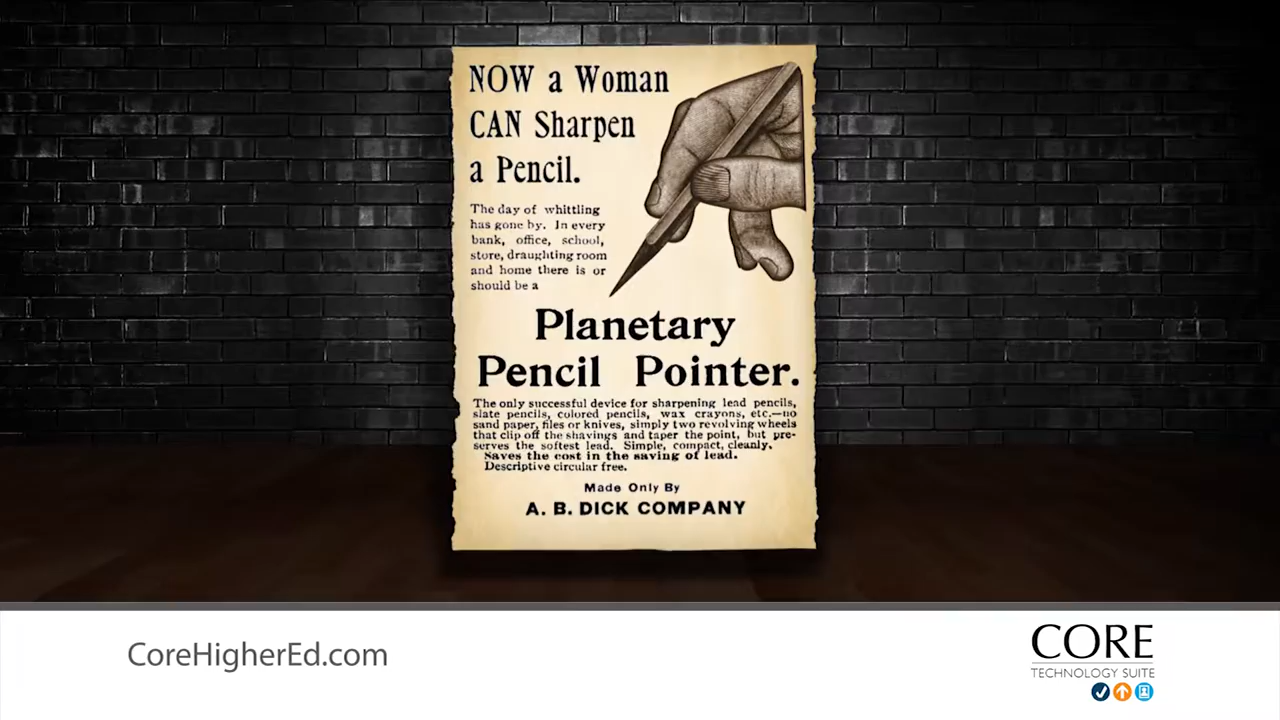 NOW a Woman
CAN Sharpen
a Pencil.
The day of whittling
has gone by. In every
bank, office, school,
store, draughting room
and home there is or
should be a
Planetary
Pencil Pointer.
The only successful device for sharpening lead pencils,
slate pencils, colored pencils, wax crayons, etc.—no
sand paper, files or knives, simply two revolving wheels
that clip off the shavings and taper the point, but pre-
serves the softest lead. Simple, compact, cleanly.
Saves the cost in the saving of lead.
Descriptive circular free.
Made Only By
A. B. DICK COMPANY
CoreHigherEd.com
CORE
TECHNOLOGY SUITE